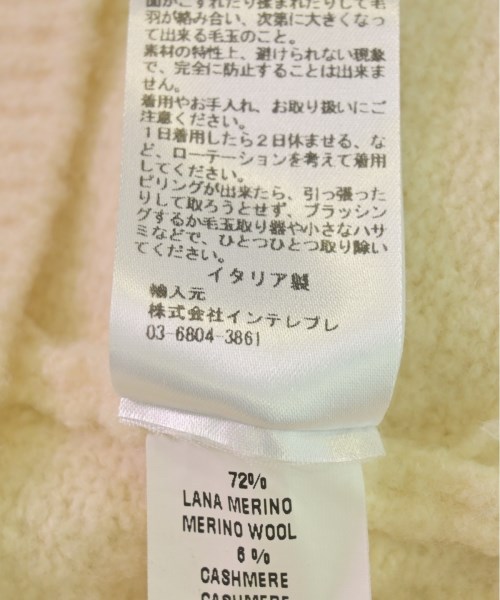 面がこすれたり揉まれたりして毛
羽が絡み合い、次第に大きくなっ
て出来る毛玉のこと。
素材の特性上、避けられない現象
で、完全に防止することは出来ま
せん。
着用やお手入れ、お取り扱いにご
注意ください。
1日着用したら2日休ませる、な
ど、ローテーションを考えて着用
してください。
ピリングが出来たら、引っ張った
りして取ろうとせず、ブラッシン
グするか毛玉取り器や小さなハサ
ミなどで、ひとつひとつ取り除い
てください。
イタリア製
輸入元
株式会社インテレプレ
03-6804-3861
72%
LANA MERINO
MERINO WOOL
6 %
CASHMERE
CASHMERE